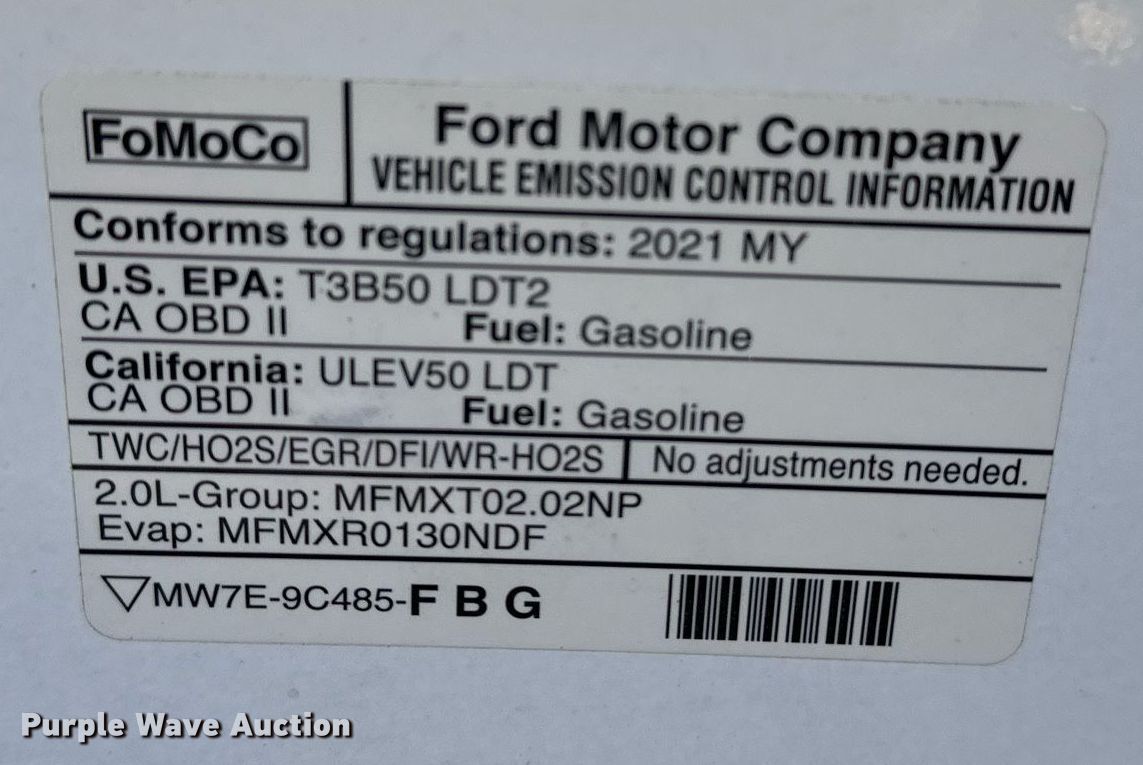 FoMoCo
Ford Motor Company
VEHICLE EMISSION CONTROL INFORMATION
Conforms to regulations: 2021 MY
U.S. EPA: T3B50 LDT2
CA OBD II Fuel: Gasoline
California: ULEV50 LDT
CA OBD II Fuel: Gasoline
TWC/HO2S/EGR/DFI/WR-HO2S No adjustments needed.
2.0L-Group: MFMXT02.02NP
Evap: MFMXR0130NDF
MW7E-9C485-F B G
Purple Wave Auction